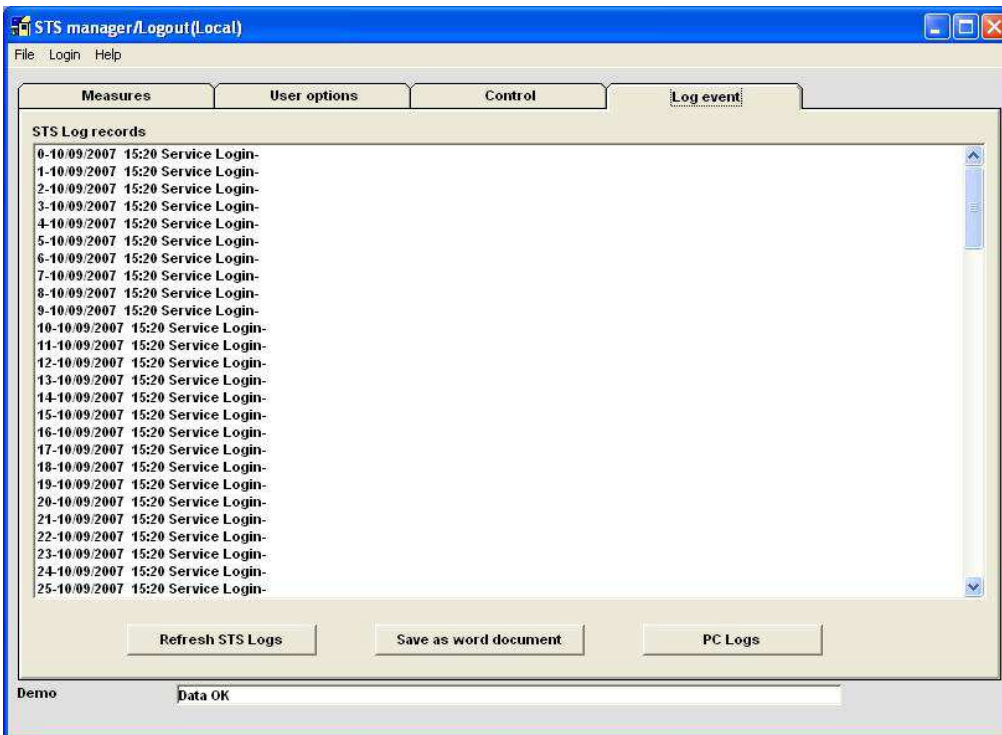 STS manager/Logout(Local)
File Login Help
Measures User options Control Log event
STS Log records
0-10/09/2007 15:20 Service Login-
1-10/09/2007 15:20 Service Login-
2-10/09/2007 15:20 Service Login-
3-10/09/2007 15:20 Service Login-
4-10/09/2007 15:20 Service Login-
5-10/09/2007 15:20 Service Login-
6-10/09/2007 15:20 Service Login-
7-10/09/2007 15:20 Service Login-
8-10/09/2007 15:20 Service Login-
9-10/09/2007 15:20 Service Login-
10-10/09/2007 15:20 Service Login-
11-10/09/2007 15:20 Service Login-
12-10/09/2007 15:20 Service Login-
13-10/09/2007 15:20 Service Login-
14-10/09/2007 15:20 Service Login-
15-10/09/2007 15:20 Service Login-
16-10/09/2007 15:20 Service Login-
17-10/09/2007 15:20 Service Login-
18-10/09/2007 15:20 Service Login-
19-10/09/2007 15:20 Service Login-
20-10/09/2007 15:20 Service Login-
21-10/09/2007 15:20 Service Login-
22-10/09/2007 15:20 Service Login-
23-10/09/2007 15:20 Service Login-
24-10/09/2007 15:20 Service Login-
25-10/09/2007 15:20 Service Login-
Refresh STS Logs Save as word document PC Logs
Demo Data OK